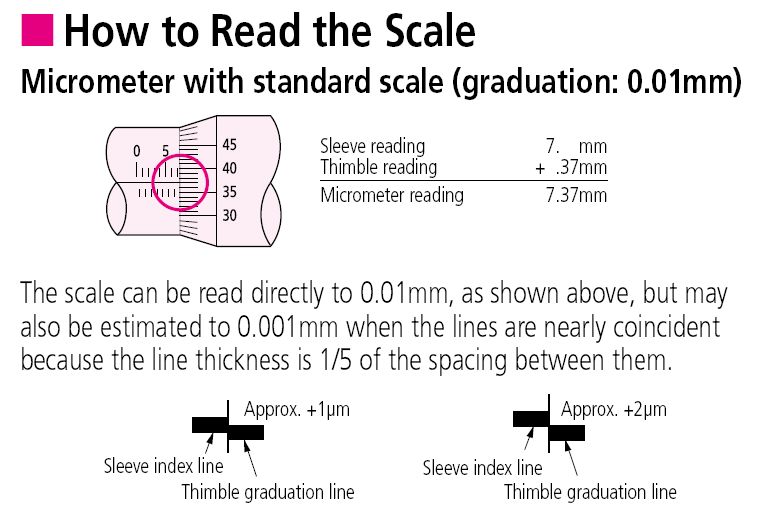 How to Read the Scale
Micrometer with standard scale (graduation: 0.01mm)
0 5
45
40
35
30
Sleeve reading 7. mm
Thimble reading + .37mm
Micrometer reading 7.37mm
The scale can be read directly to 0.01mm, as shown above, but may
also be estimated to 0.001mm when the lines are nearly coincident
because the line thickness is 1/5 of the spacing between them.
Approx. +1μm
Sleeve index line
Thimble graduation line
Approx. +2μm
Sleeve index line
Thimble graduation line